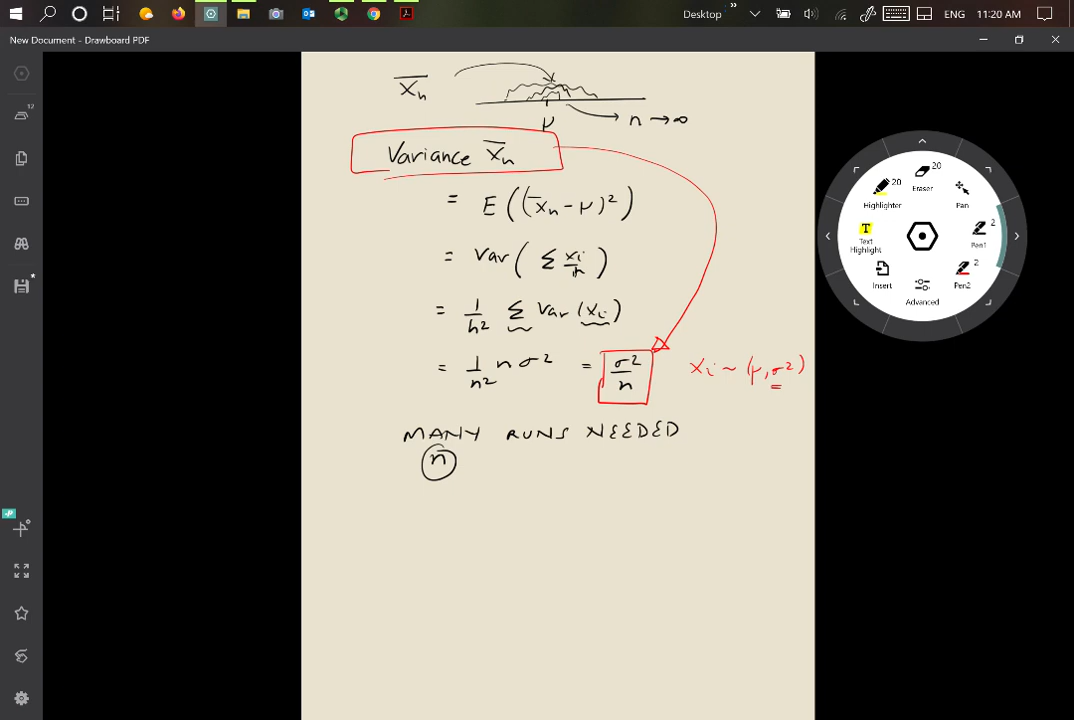 Desktop
ENG
11:20 AM
New Document - Drawboard PDF
12
X̅n
μ
n → ∞
Variance X̅n
= E((X̅n - μ)²)
= Var(Σ xi/n)
= 1/n² Σ Var(xi)
= 1/n² n σ² = σ²/n
xi ~ (μ, σ²)
MANY RUNS NEEDED
n
20
Eraser
20
Highlighter
Pan
T
Text Highlight
2
Pen1
Insert
2
Pen2
Advanced